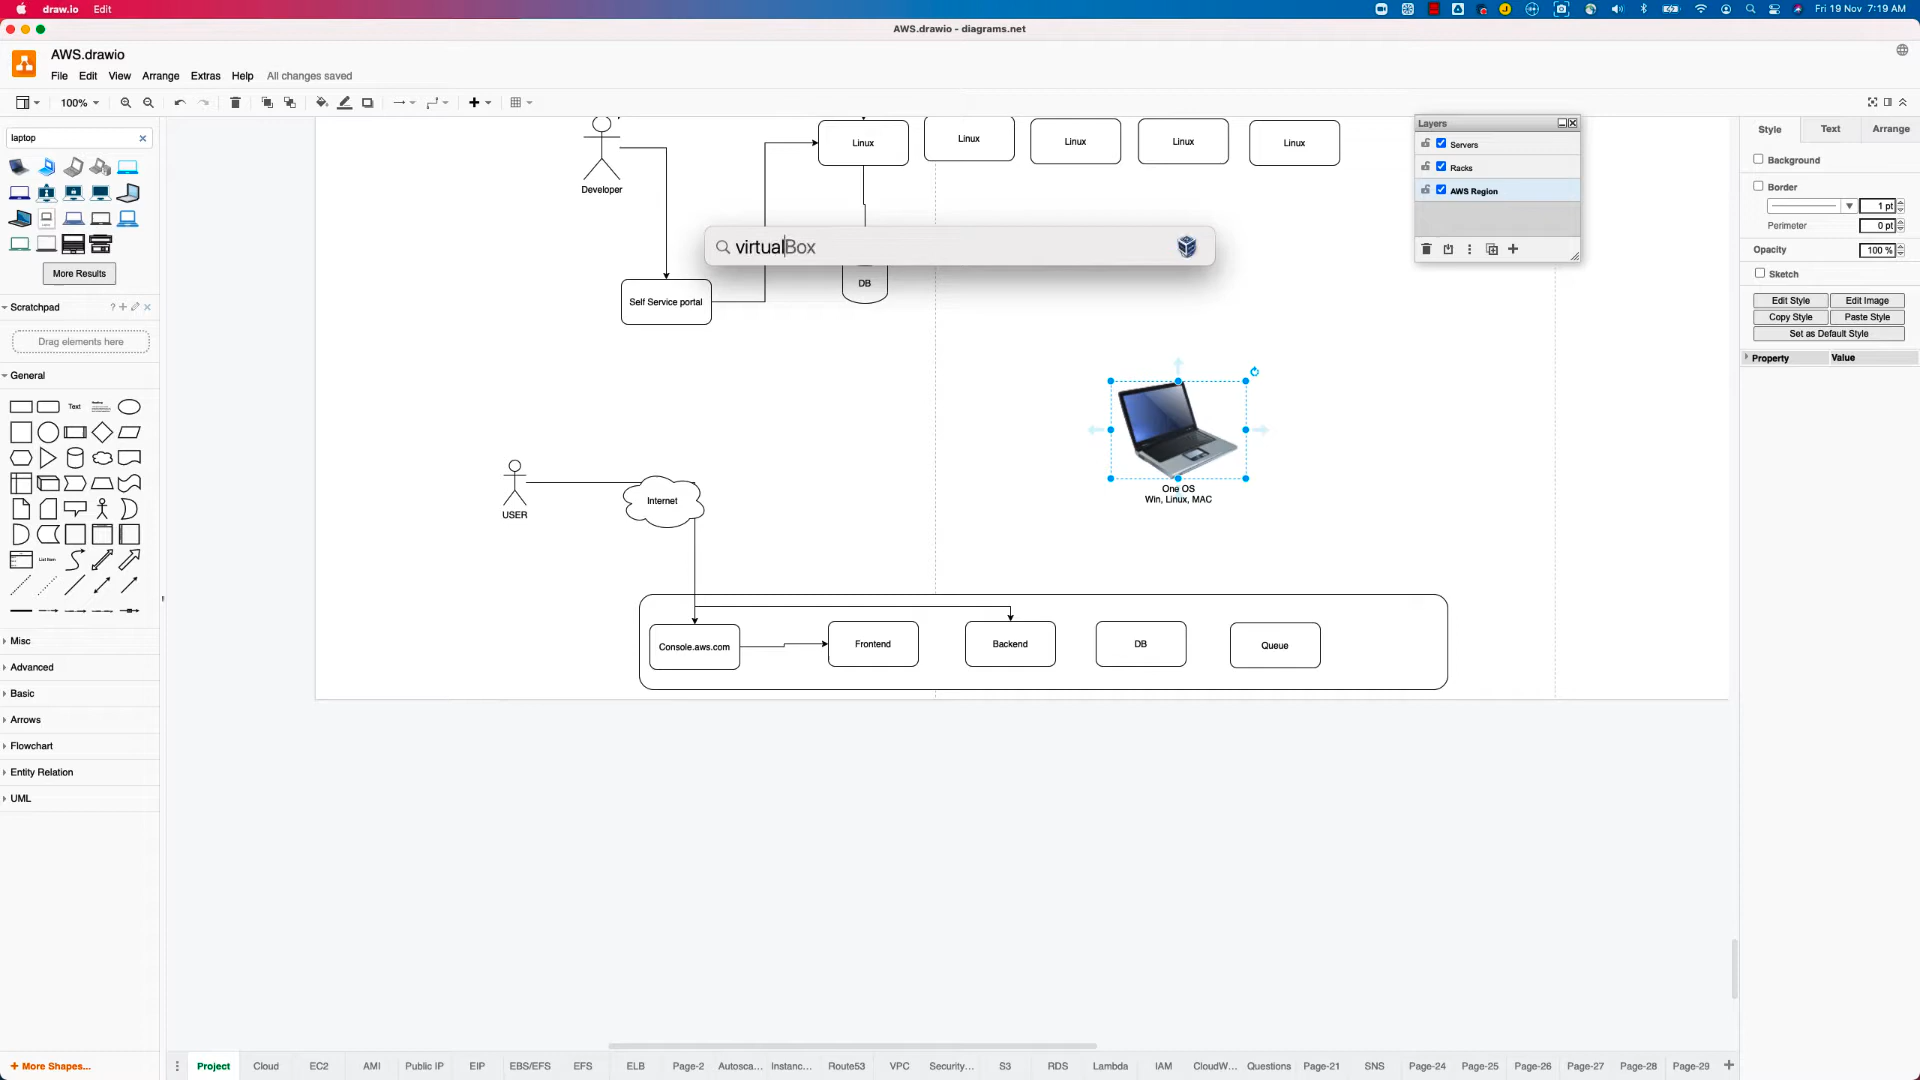 draw.io Edit
Fri 19 Nov 7:19 AM
AWS.drawio - diagrams.net
AWS.drawio
File Edit View Arrange Extras Help All changes saved
100%
laptop
More Results
Scratchpad
Drag elements here
General
Text
Heading
List Item
Misc
Advanced
Basic
Arrows
Flowchart
Entity Relation
UML
+ More Shapes...
Developer
Linux
Linux
Linux
Linux
Linux
virtualBox
DB
Self Service portal
One OS
Win, Linux, MAC
USER
Internet
Console.aws.com
Frontend
Backend
DB
Queue
Layers
Servers
Racks
AWS Region
Style Text Arrange
Background
Border
1 pt
Perimeter 0 pt
Opacity 100 %
Sketch
Edit Style Edit Image
Copy Style Paste Style
Set as Default Style
Property Value
Project Cloud EC2 AMI Public IP EIP EBS/EFS EFS ELB Page-2 Autosca... Instanc... Route53 VPC Security... S3 RDS Lambda IAM CloudW... Questions Page-21 SNS Page-24 Page-25 Page-26 Page-27 Page-28 Page-29